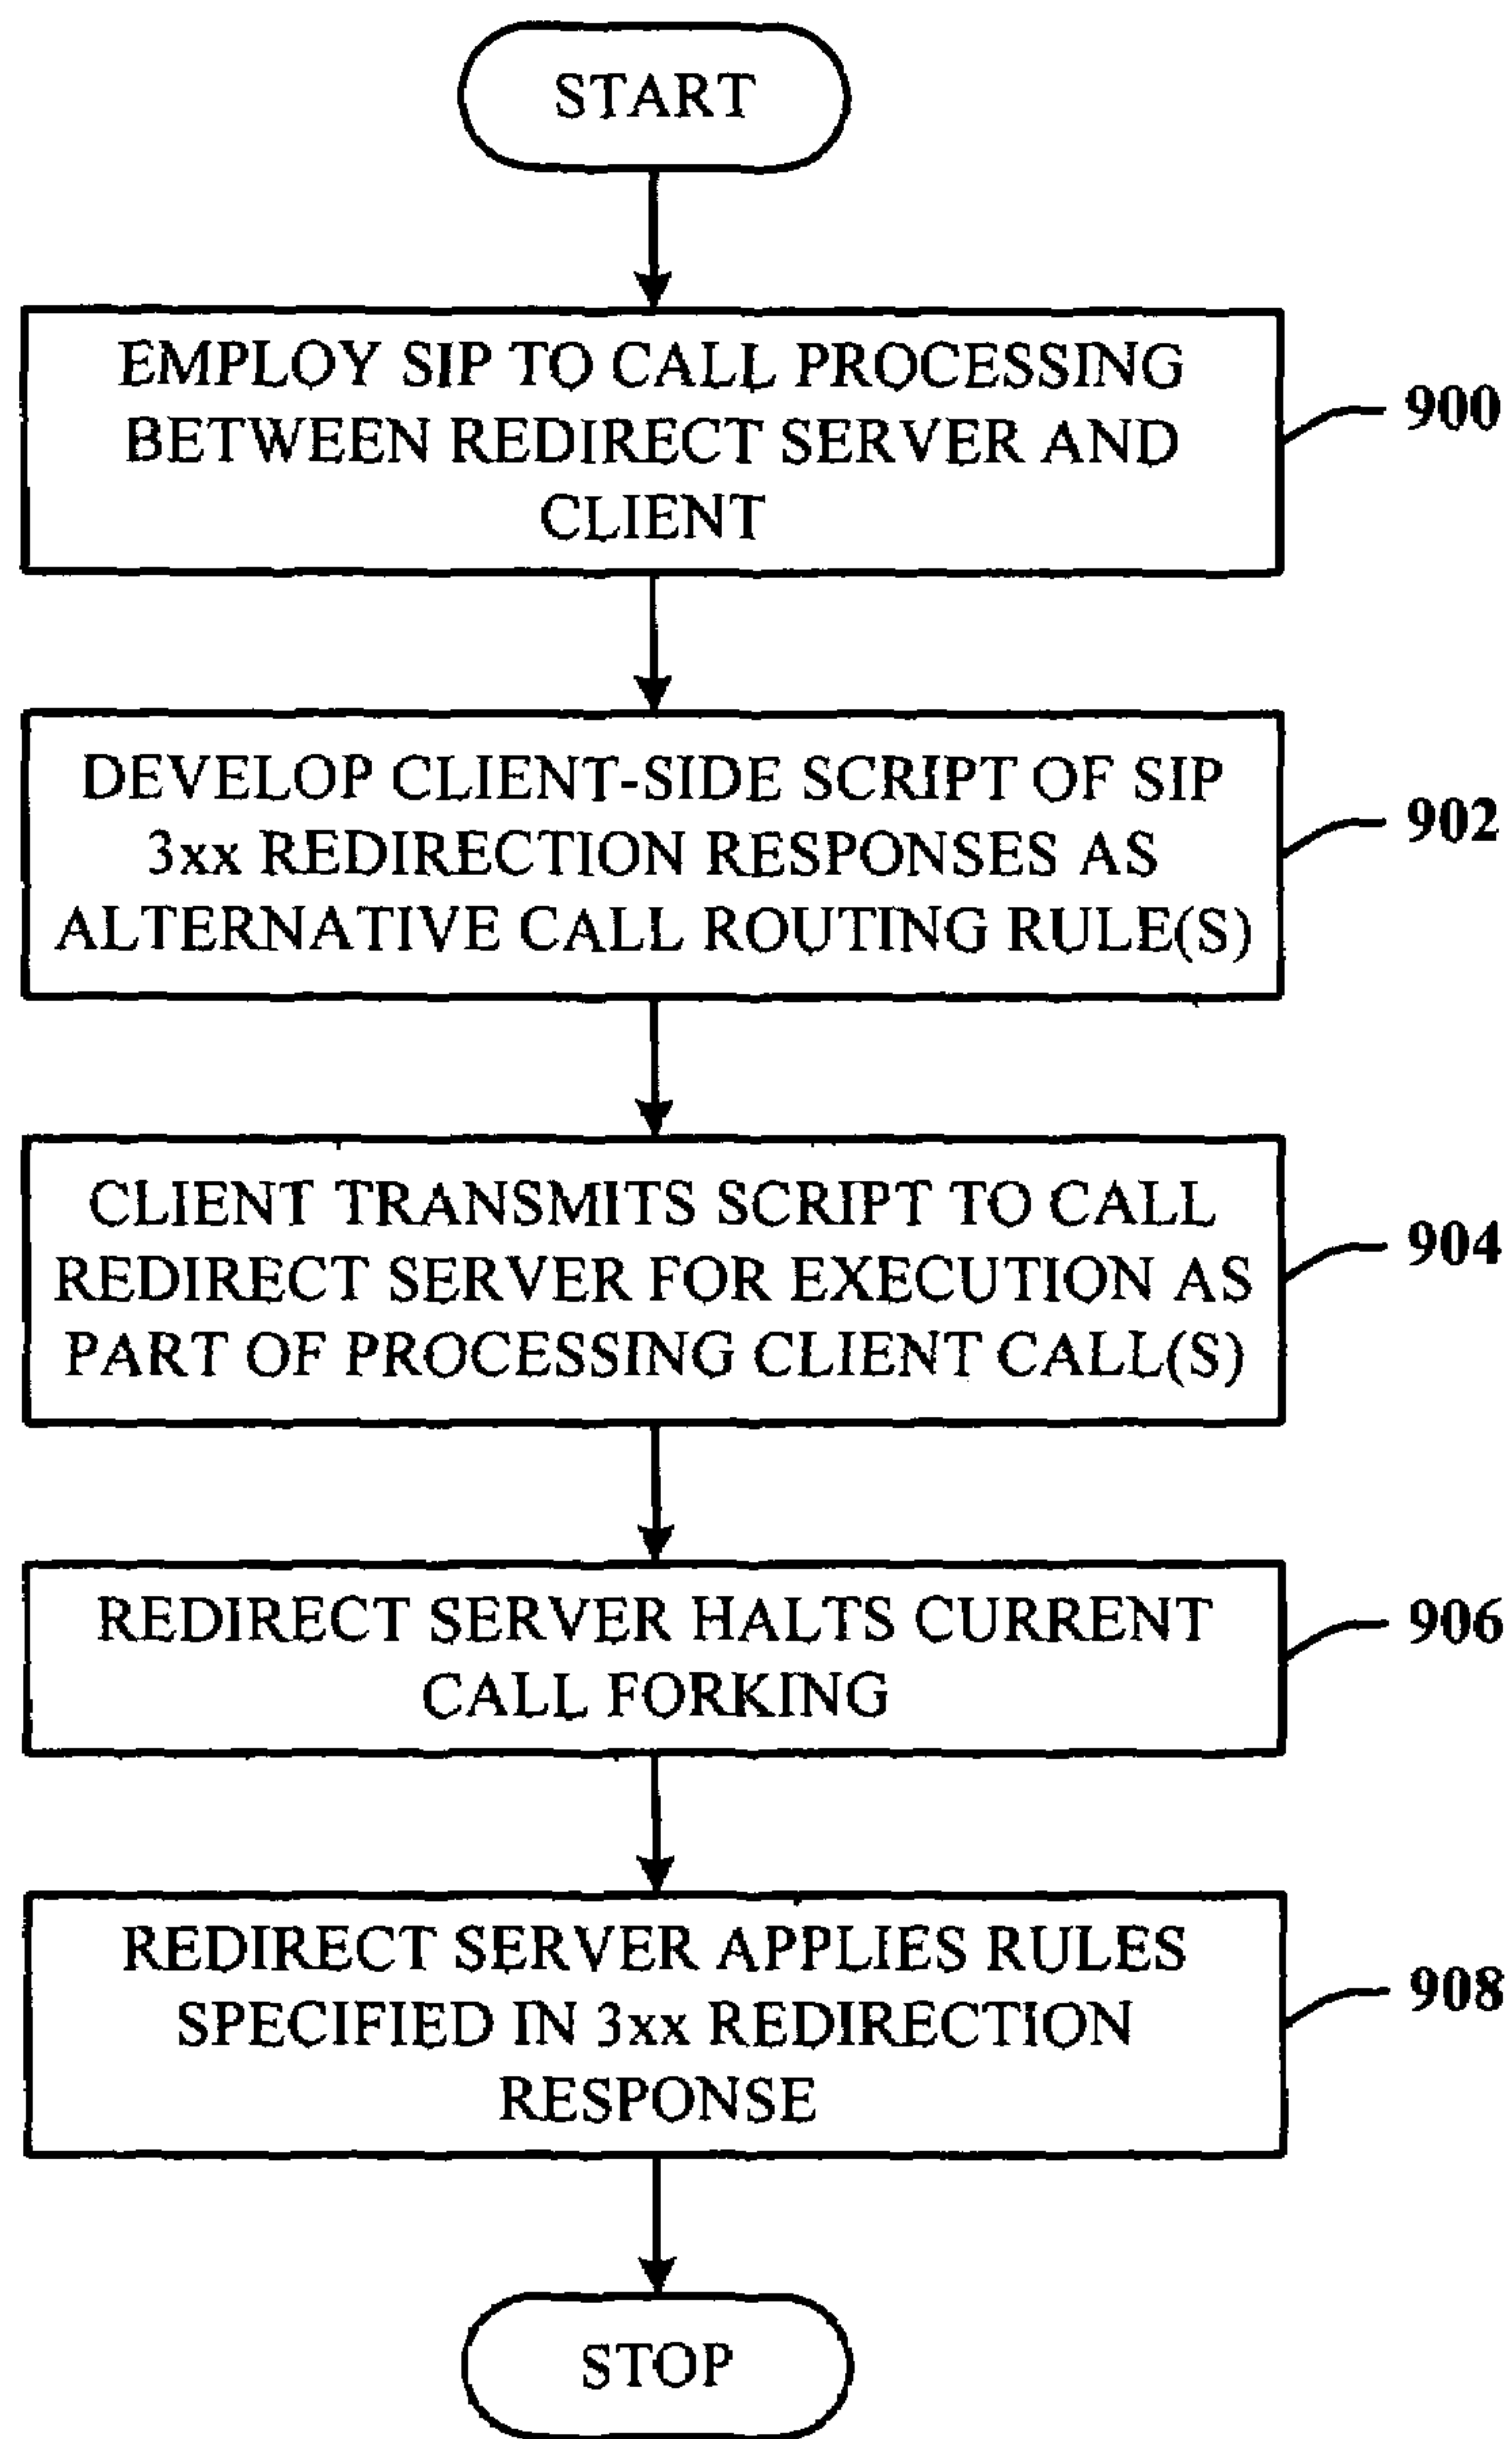 START
EMPLOY SIP TO CALL PROCESSING
BETWEEN REDIRECT SERVER AND
CLIENT
900
DEVELOP CLIENT-SIDE SCRIPT OF SIP
3xx REDIRECTION RESPONSES AS
ALTERNATIVE CALL ROUTING RULE(S)
902
CLIENT TRANSMITS SCRIPT TO CALL
REDIRECT SERVER FOR EXECUTION AS
PART OF PROCESSING CLIENT CALL(S)
904
REDIRECT SERVER HALTS CURRENT
CALL FORKING
906
REDIRECT SERVER APPLIES RULES
SPECIFIED IN 3xx REDIRECTION
RESPONSE
908
STOP